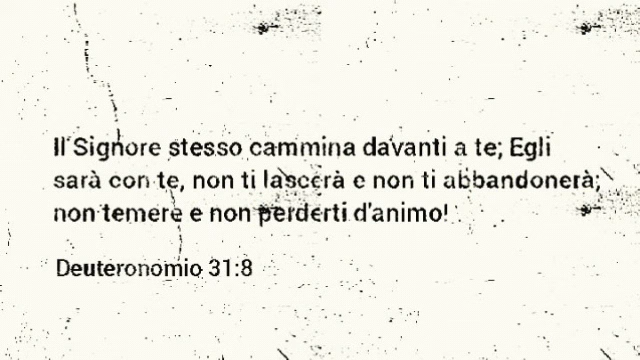 Il Signore stesso cammina davanti a te; Egli
sarà con te, non ti lascerà e non ti abbandonerà;
non temere e non perderti d'animo!
Deuteronomio 31:8